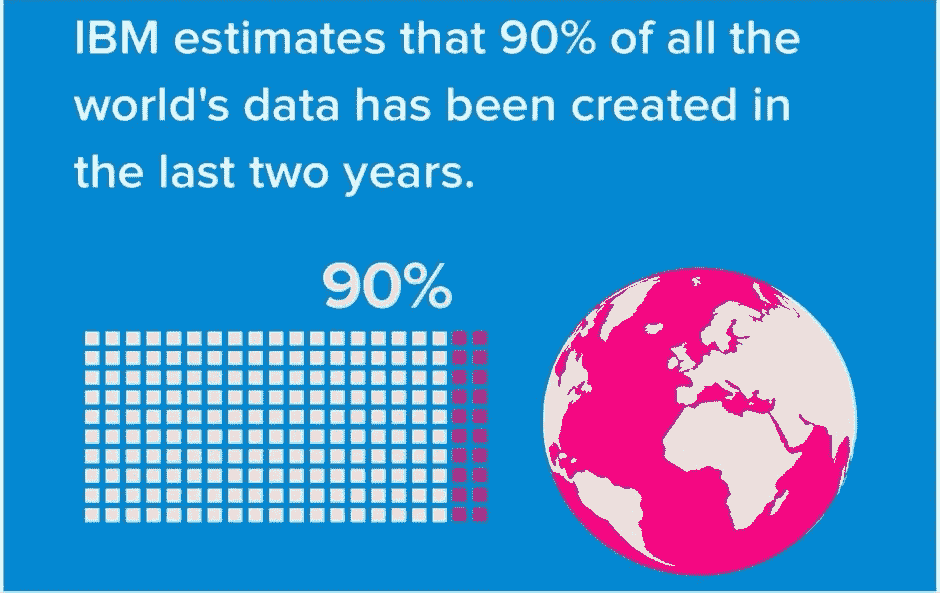 IBM estimates that 90% of all the
world's data has been created in
the last two years.
90%